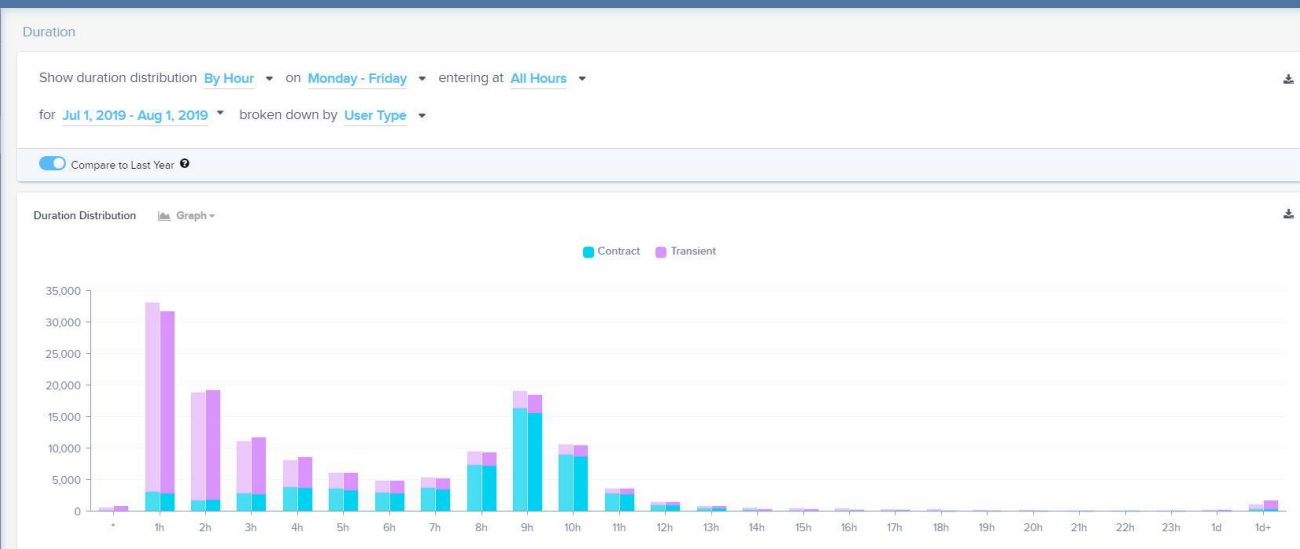 Duration
Show duration distribution By Hour on Monday - Friday entering at All Hours
for Jul 1, 2019 - Aug 1, 2019 broken down by User Type
Compare to Last Year ?
Duration Distribution Graph
Contract Transient
35,000
30,000
25,000
20,000
15,000
10,000
5,000
0
* 1h 2h 3h 4h 5h 6h 7h 8h 9h 10h 11h 12h 13h 14h 15h 16h 17h 18h 19h 20h 21h 22h 23h 1d 1d+